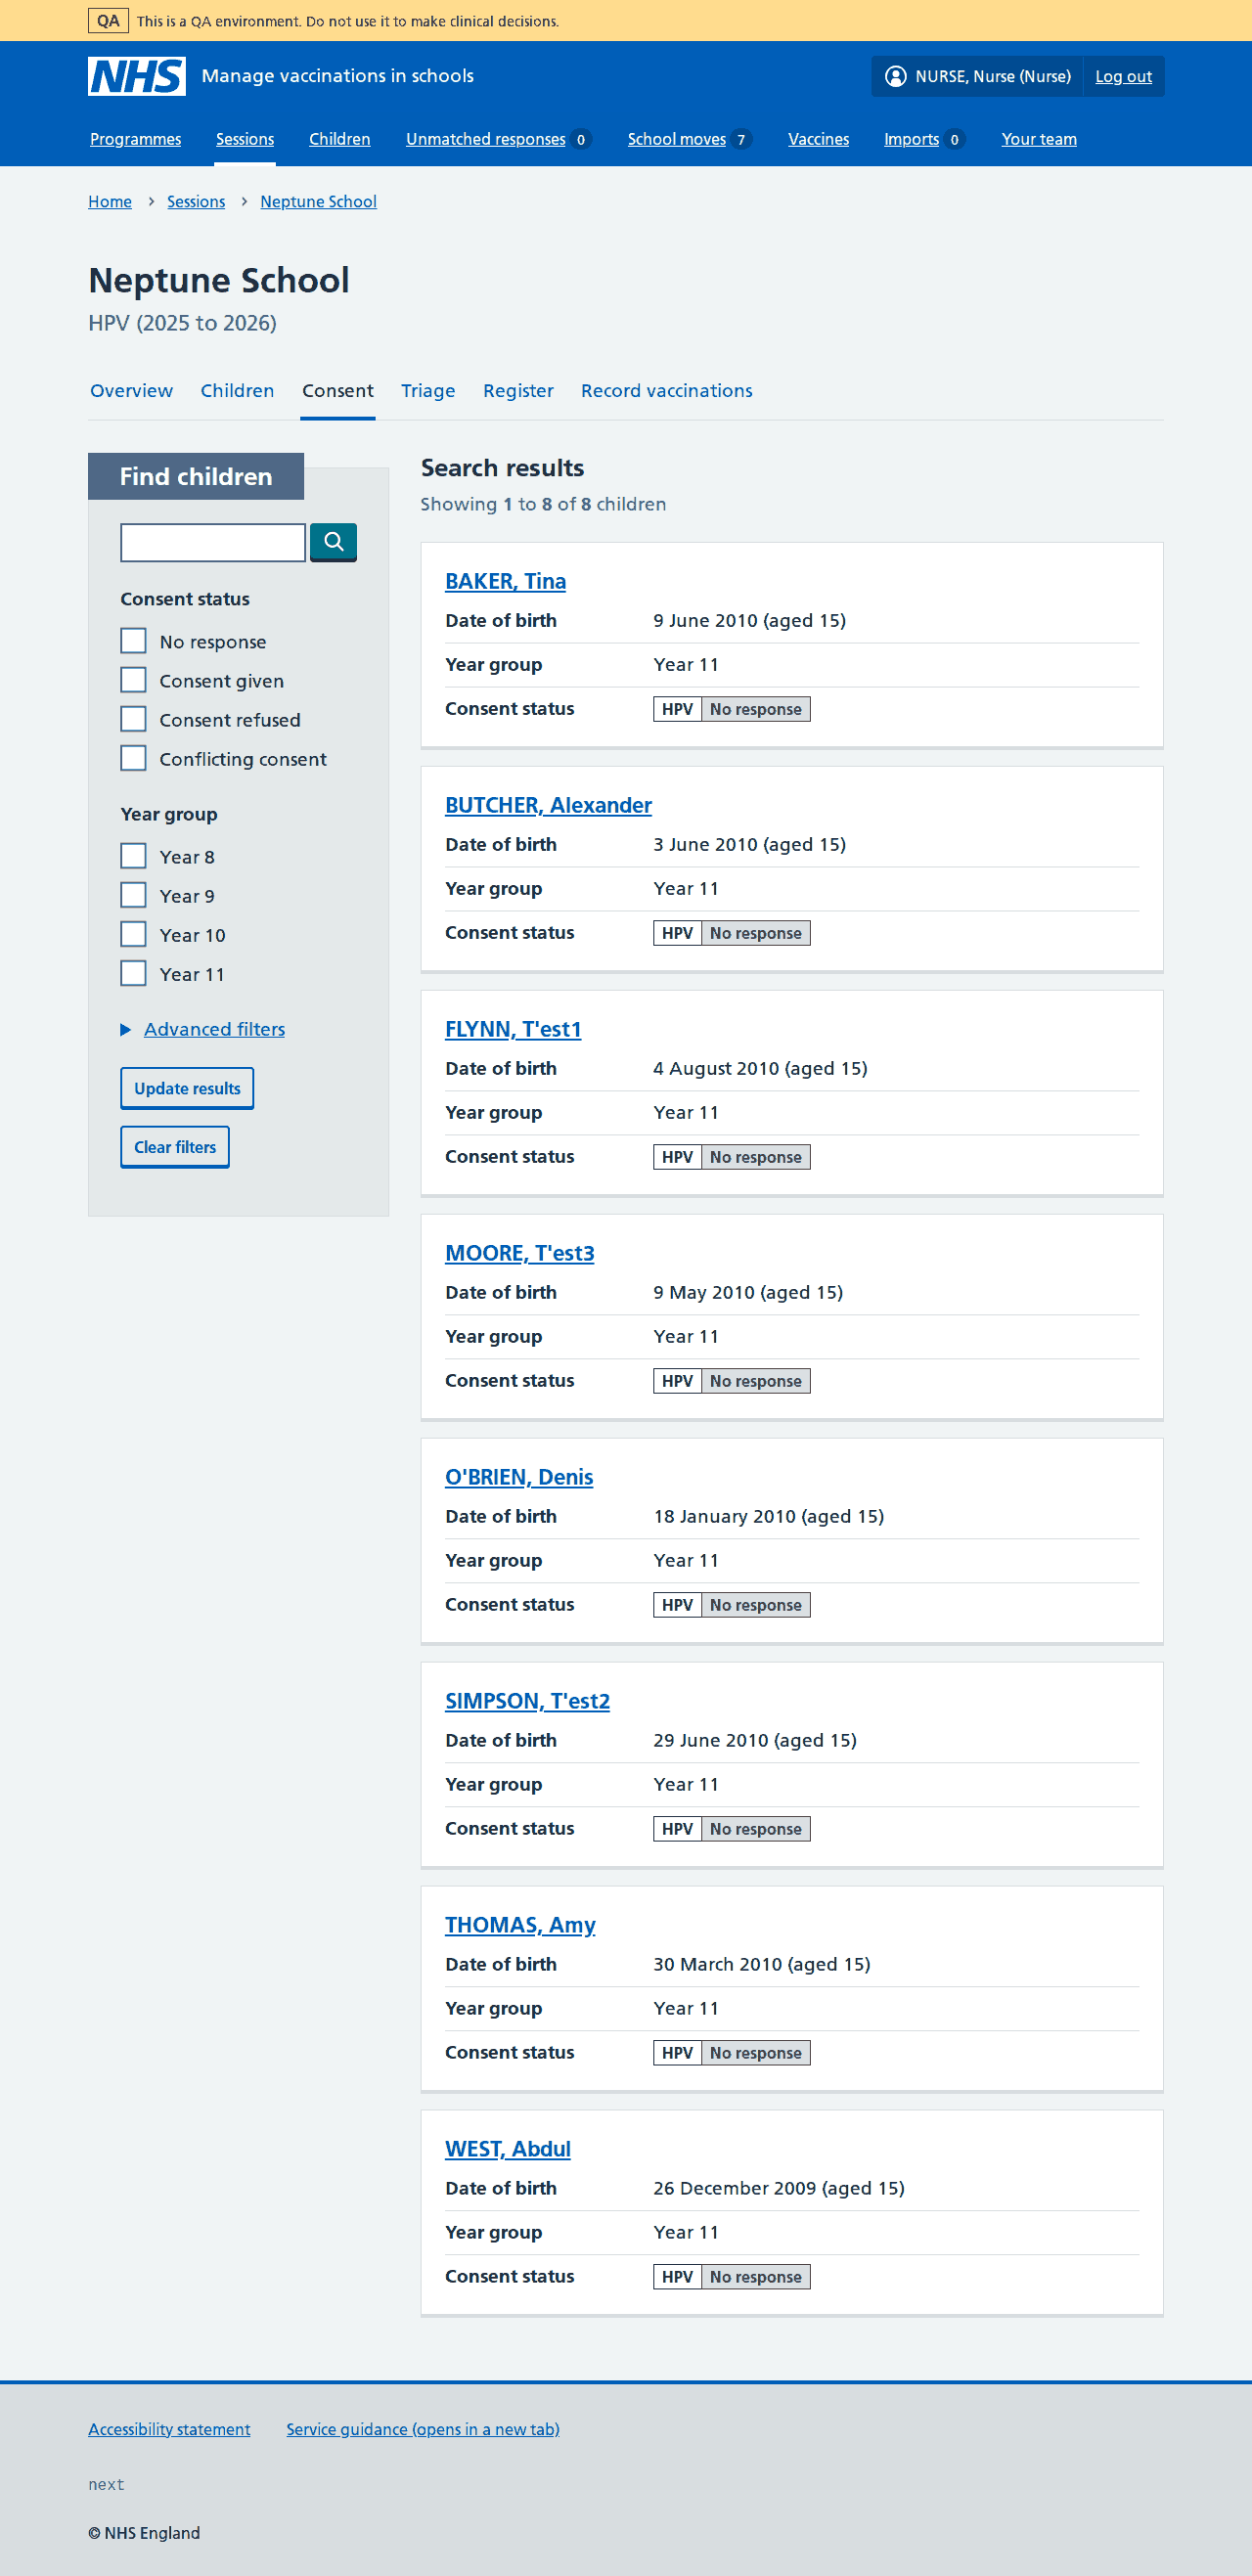 QA This is a QA environment. Do not use it to make clinical decisions.
NHS Manage vaccinations in schools NURSE, Nurse (Nurse) Log out
Programmes Sessions Children Unmatched responses 0 School moves 7 Vaccines Imports 0 Your team
Home › Sessions › Neptune School
Neptune School
HPV (2025 to 2026)
Overview Children Consent Triage Register Record vaccinations
Find children
Consent status
No response
Consent given
Consent refused
Conflicting consent
Year group
Year 8
Year 9
Year 10
Year 11
Advanced filters
Update results
Clear filters
Search results
Showing 1 to 8 of 8 children
BAKER, Tina
Date of birth 9 June 2010 (aged 15)
Year group Year 11
Consent status HPV No response
BUTCHER, Alexander
Date of birth 3 June 2010 (aged 15)
Year group Year 11
Consent status HPV No response
FLYNN, T'est1
Date of birth 4 August 2010 (aged 15)
Year group Year 11
Consent status HPV No response
MOORE, T'est3
Date of birth 9 May 2010 (aged 15)
Year group Year 11
Consent status HPV No response
O'BRIEN, Denis
Date of birth 18 January 2010 (aged 15)
Year group Year 11
Consent status HPV No response
SIMPSON, T'est2
Date of birth 29 June 2010 (aged 15)
Year group Year 11
Consent status HPV No response
THOMAS, Amy
Date of birth 30 March 2010 (aged 15)
Year group Year 11
Consent status HPV No response
WEST, Abdul
Date of birth 26 December 2009 (aged 15)
Year group Year 11
Consent status HPV No response
Accessibility statement Service guidance (opens in a new tab)
next
© NHS England